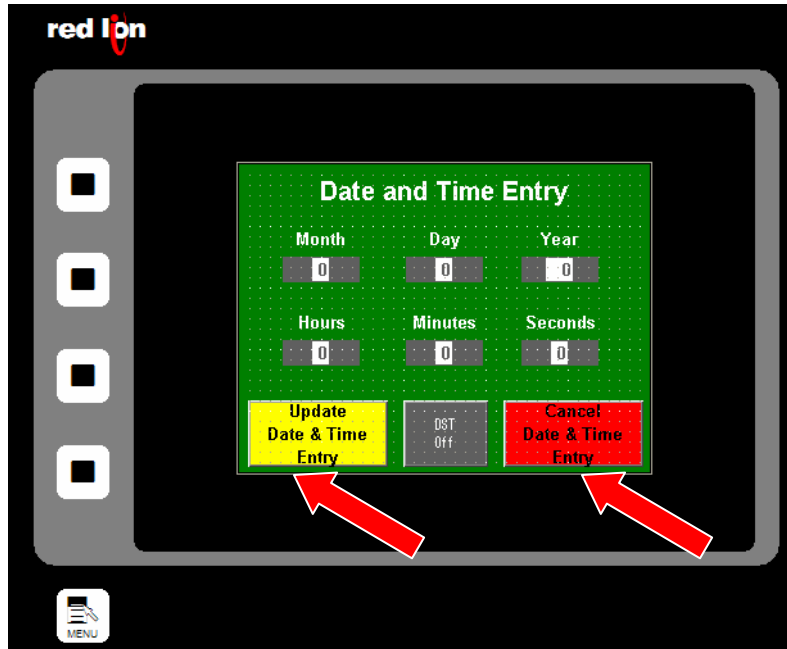 red lion
Date and Time Entry
Month Day Year
0 0 0
Hours Minutes Seconds
0 0 0
Update
Date & Time
Entry
DST
Off
Cancel
Date & Time
Entry
MENU